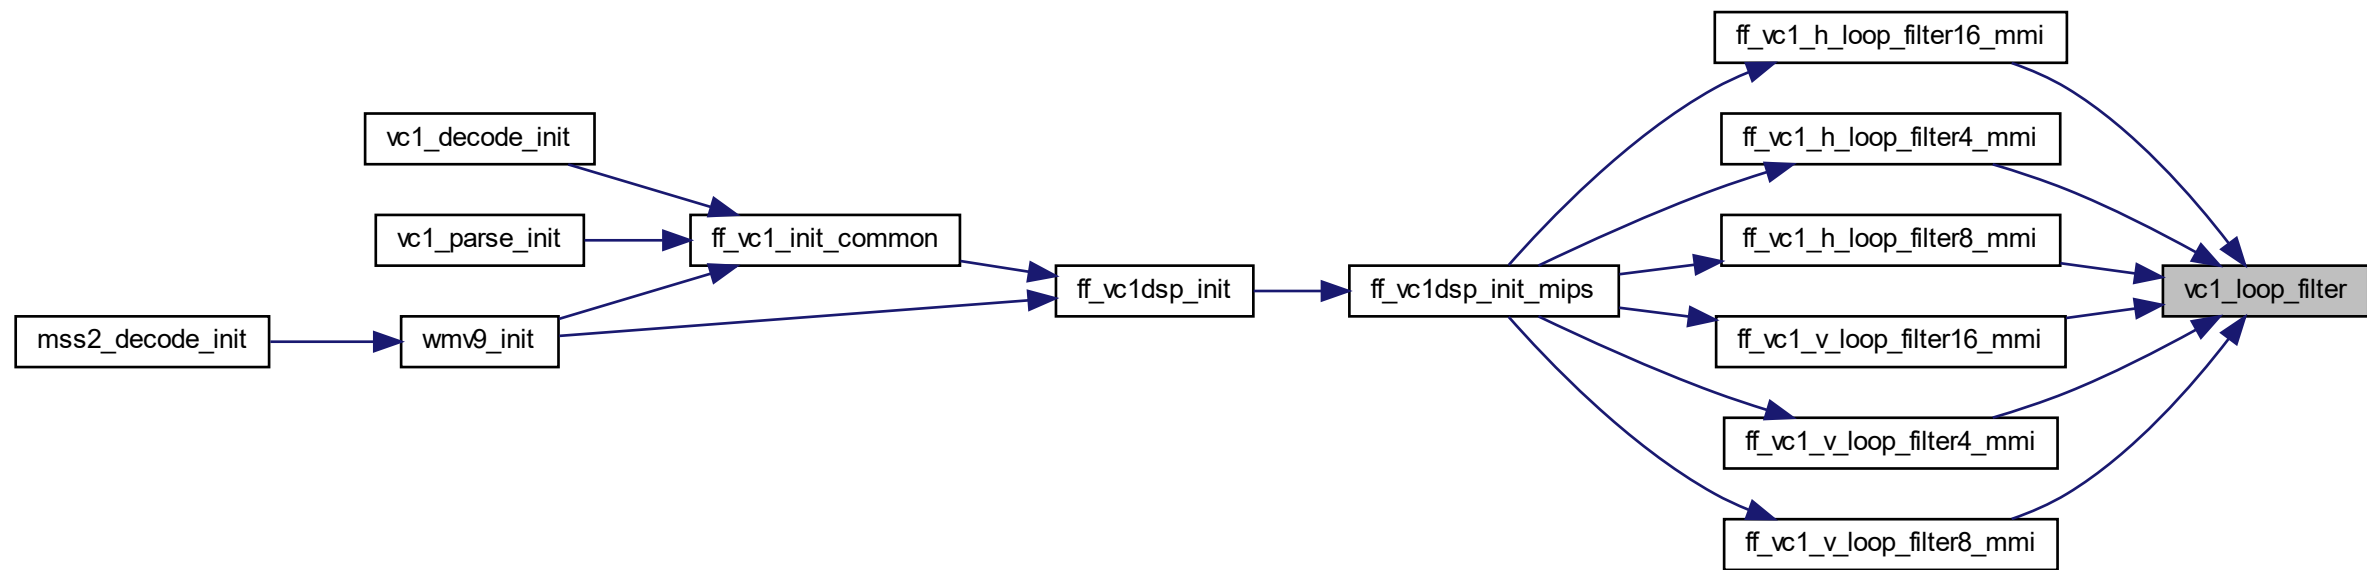 ff_vc1_h_loop_filter16_mmi
vc1_decode_init
ff_vc1_h_loop_filter4_mmi
vc1_parse_init
ff_vc1_init_common
ff_vc1_h_loop_filter8_mmi
ff_vc1dsp_init
ff_vc1dsp_init_mips
vc1_loop_filter
mss2_decode_init
wmv9_init
ff_vc1_v_loop_filter16_mmi
ff_vc1_v_loop_filter4_mmi
ff_vc1_v_loop_filter8_mmi